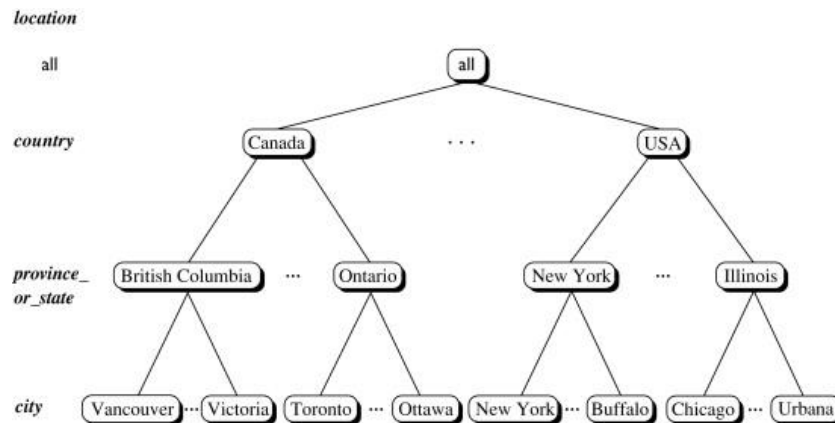 location
all all
country Canada ... USA
province_ British Columbia ... Ontario New York ... Illinois
or_state
city Vancouver ... Victoria Toronto ... Ottawa New York ... Buffalo Chicago ... Urbana